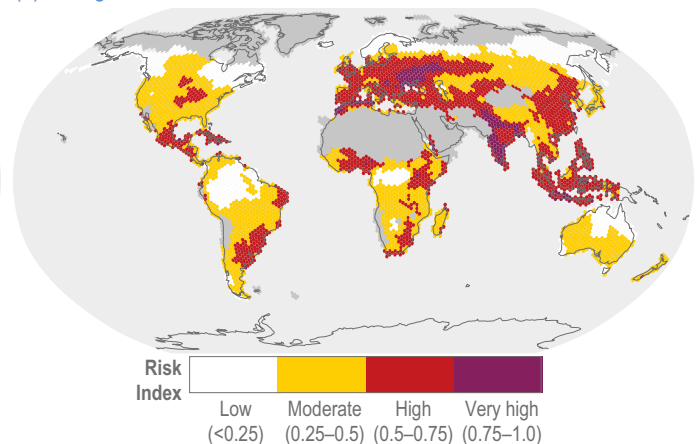 Risk
Index
Low
(<0.25)
Moderate
(0.25–0.5)
High
(0.5–0.75)
Very high
(0.75–1.0)